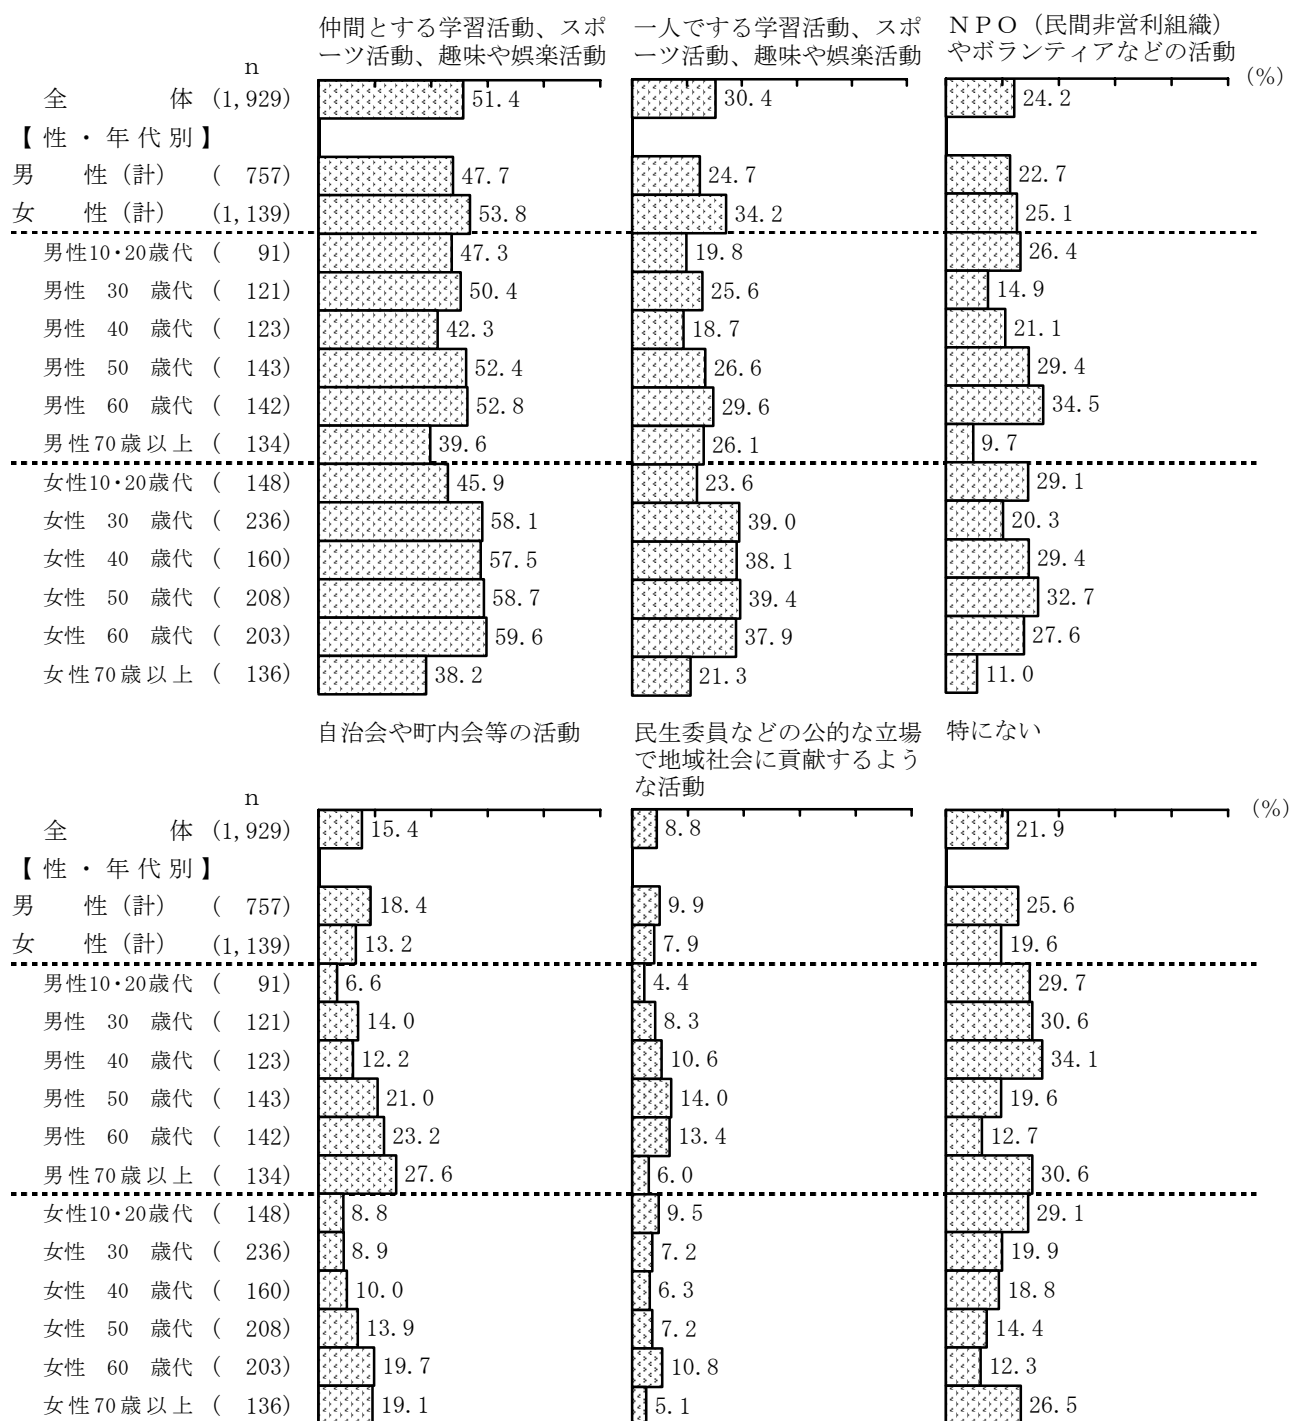 仲間とする学習活動、スポ
ーツ活動、趣味や娯楽活動
一人でする学習活動、スポ
ーツ活動、趣味や娯楽活動
ＮＰＯ（民間非営利組織）
やボランティアなどの活動
n
(%)
全　　　　体 (1,929) 51.4 30.4 24.2
【性・年代別】
男　　性（計） ( 757) 47.7 24.7 22.7
女　　性（計） (1,139) 53.8 34.2 25.1
男性10・20歳代 ( 91) 47.3 19.8 26.4
男性　30　歳代 ( 121) 50.4 25.6 14.9
男性　40　歳代 ( 123) 42.3 18.7 21.1
男性　50　歳代 ( 143) 52.4 26.6 29.4
男性　60　歳代 ( 142) 52.8 29.6 34.5
男性70歳以上 ( 134) 39.6 26.1 9.7
女性10・20歳代 ( 148) 45.9 23.6 29.1
女性　30　歳代 ( 236) 58.1 39.0 20.3
女性　40　歳代 ( 160) 57.5 38.1 29.4
女性　50　歳代 ( 208) 58.7 39.4 32.7
女性　60　歳代 ( 203) 59.6 37.9 27.6
女性70歳以上 ( 136) 38.2 21.3 11.0
自治会や町内会等の活動
民生委員などの公的な立場
で地域社会に貢献するよう
な活動
特にない
n
(%)
全　　　　体 (1,929) 15.4 8.8 21.9
【性・年代別】
男　　性（計） ( 757) 18.4 9.9 25.6
女　　性（計） (1,139) 13.2 7.9 19.6
男性10・20歳代 ( 91) 6.6 4.4 29.7
男性　30　歳代 ( 121) 14.0 8.3 30.6
男性　40　歳代 ( 123) 12.2 10.6 34.1
男性　50　歳代 ( 143) 21.0 14.0 19.6
男性　60　歳代 ( 142) 23.2 13.4 12.7
男性70歳以上 ( 134) 27.6 6.0 30.6
女性10・20歳代 ( 148) 8.8 9.5 29.1
女性　30　歳代 ( 236) 8.9 7.2 19.9
女性　40　歳代 ( 160) 10.0 6.3 18.8
女性　50　歳代 ( 208) 13.9 7.2 14.4
女性　60　歳代 ( 203) 19.7 10.8 12.3
女性70歳以上 ( 136) 19.1 5.1 26.5